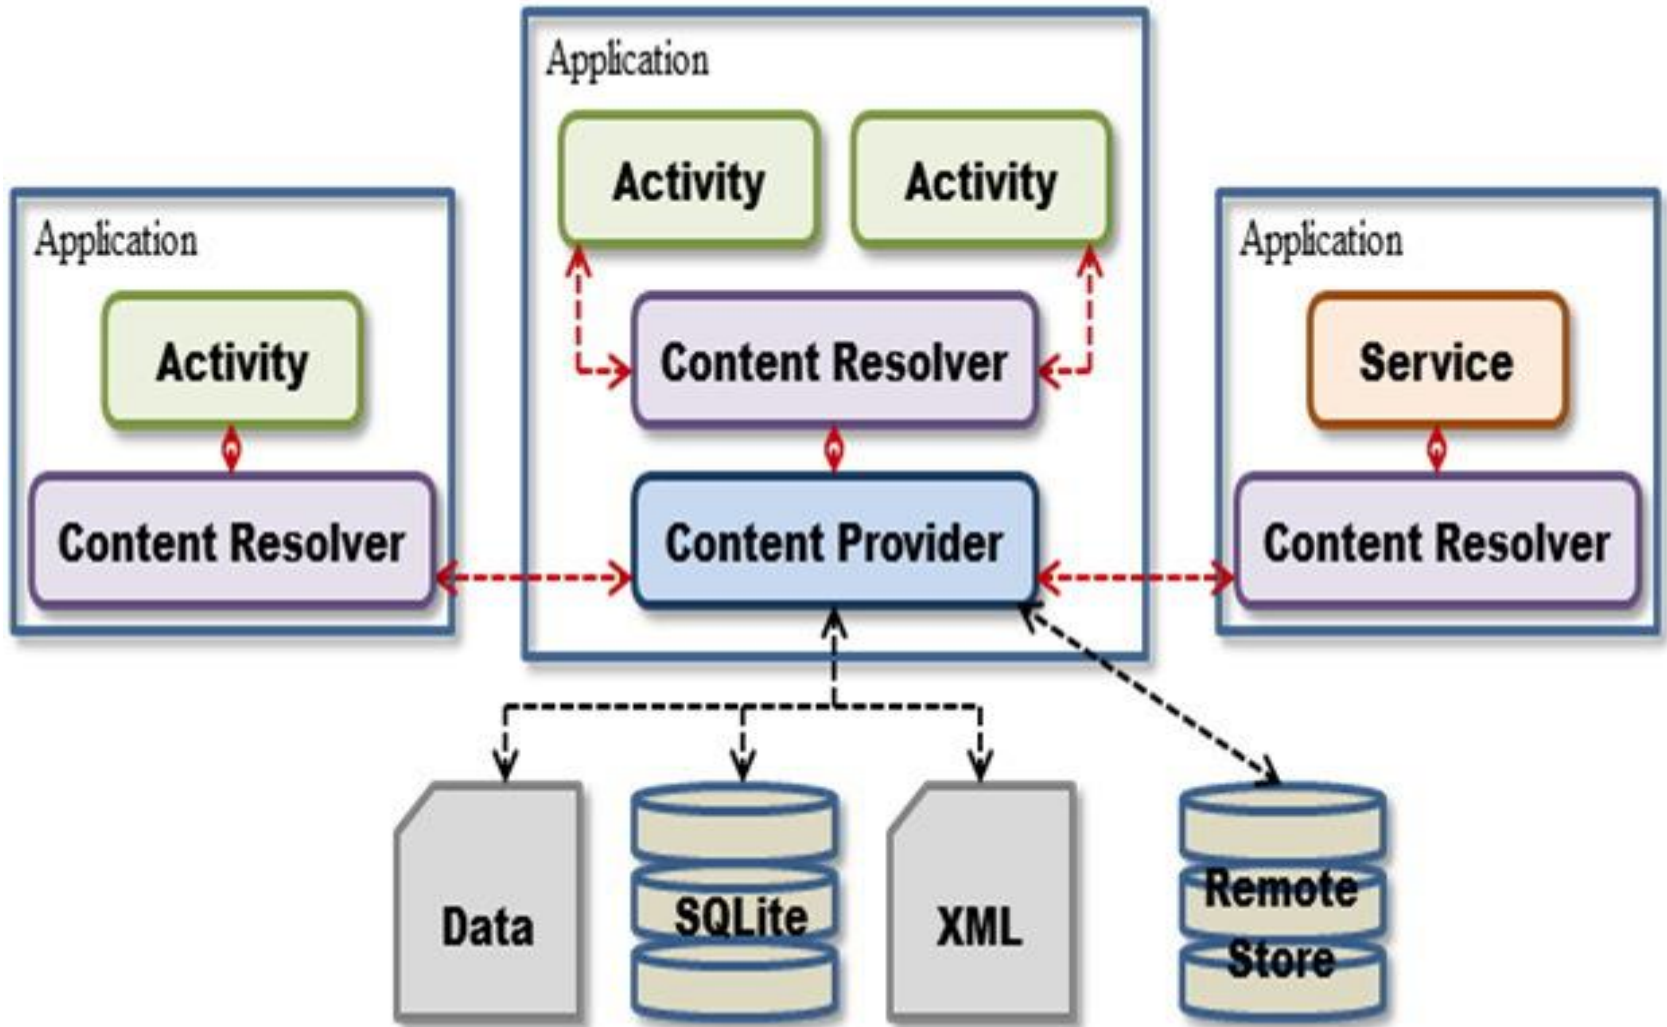 Application
Activity
Activity
Application
Application
Activity
Content Resolver
Service
Content Resolver
Content Provider
Content Resolver
Data
SQLite
XML
Remote
Store